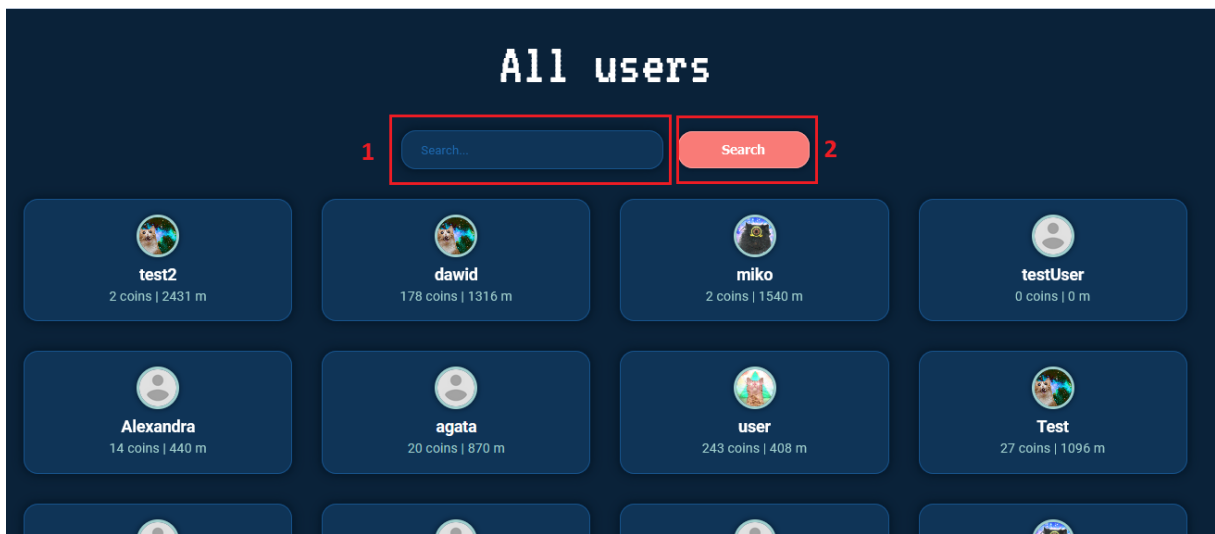 All users
1 Search... Search 2
test2 dawid miko testUser
2 coins | 2431 m 178 coins | 1316 m 2 coins | 1540 m 0 coins | 0 m
Alexandra agata user Test
14 coins | 440 m 20 coins | 870 m 243 coins | 408 m 27 coins | 1096 m